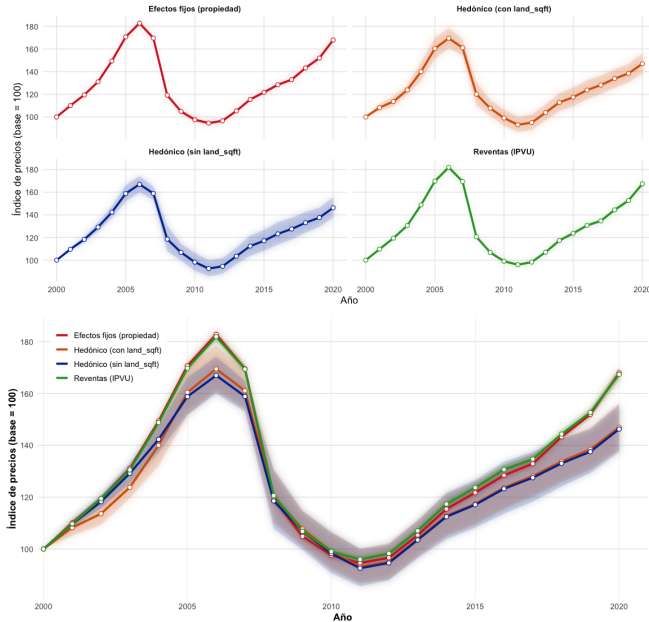 Efectos fijos (propiedad)
Hedónico (con land_sqft)
180
160
140
120
100
Hedónico (sin land_sqft)
Reventas (IPVU)
180
160
140
120
100
2000
2005
2010
2015
2020
2000
2005
2010
2015
2020
Año
Índice de precios (base = 100)
Efectos fijos (propiedad)
Hedónico (con land_sqft)
Hedónico (sin land_sqft)
Reventas (IPVU)
180
160
140
120
100
2000
2005
2010
2015
2020
Año
Índice de precios (base = 100)